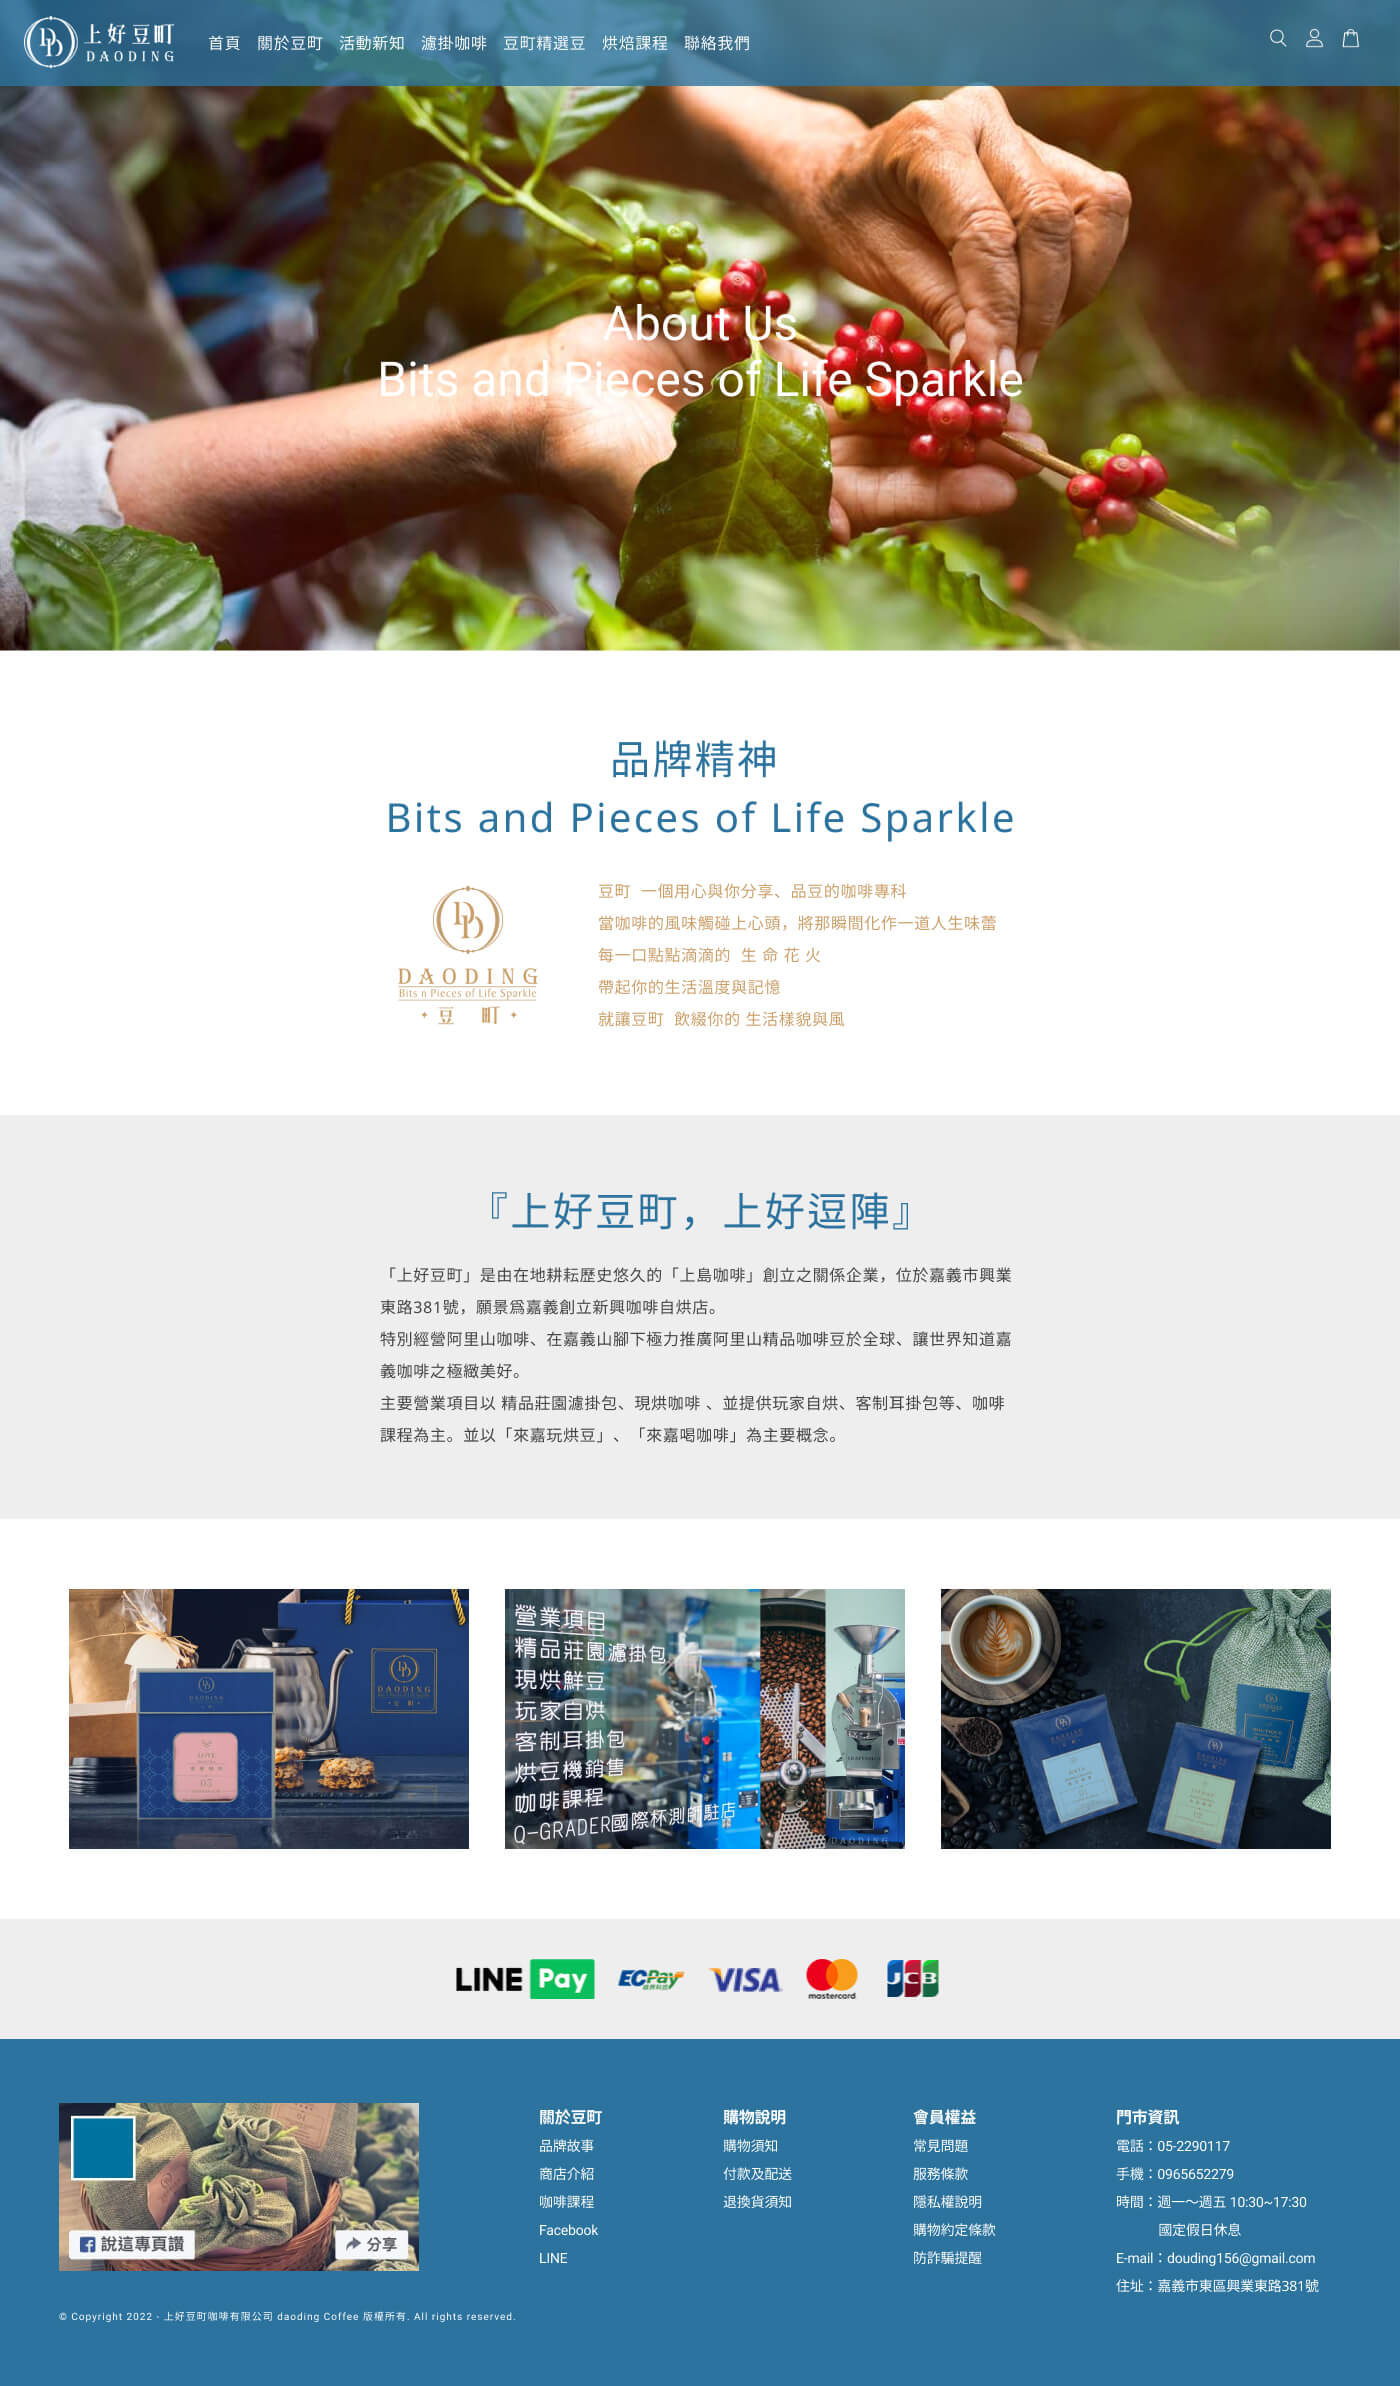 上好豆町
DAODING
首頁 關於豆町 活動新知 濾掛咖啡 豆町精選豆 烘焙課程 聯絡我們
About Us
Bits and Pieces of Life Sparkle
品牌精神
Bits and Pieces of Life Sparkle
DAODING
Bits n Pieces of Life Sparkle
豆 町
豆町 一個用心與你分享、品豆的咖啡專科
當咖啡的風味觸碰上心頭，將那瞬間化作一道人生味蕾
每一口點點滴滴的 生 命 花 火
帶起你的生活溫度與記憶
就讓豆町 飲綴你的 生活樣貌與風
『上好豆町，上好逗陣』
「上好豆町」是由在地耕耘歷史悠久的「上島咖啡」創立之關係企業，位於嘉義市興業
東路381號，願景爲嘉義創立新興咖啡自烘店。
特別經營阿里山咖啡、在嘉義山腳下極力推廣阿里山精品咖啡豆於全球、讓世界知道嘉
義咖啡之極緻美好。
主要營業項目以 精品莊園濾掛包、現烘咖啡 、並提供玩家自烘、客制耳掛包等、咖啡
課程為主。並以「來嘉玩烘豆」、「來嘉喝咖啡」為主要概念。
DAODING
LOVE
03
DAODING
營業項目
精品莊園濾掛包
現烘鮮豆
玩家自烘
客制耳掛包
烘豆機銷售
咖啡課程
Q-GRADER國際杯測師駐店
DAODING
LINE Pay
ECPay
VISA
mastercard
JCB
說這專頁讚
分享
關於豆町
品牌故事
商店介紹
咖啡課程
Facebook
LINE
購物說明
購物須知
付款及配送
退換貨須知
會員權益
常見問題
服務條款
隱私權說明
購物約定條款
防詐騙提醒
門市資訊
電話：05-2290117
手機：0965652279
時間：週一～週五 10:30~17:30
國定假日休息
E-mail：douding156@gmail.com
住址：嘉義市東區興業東路381號
© Copyright 2022 - 上好豆町咖啡有限公司 daoding Coffee 版權所有. All rights reserved.